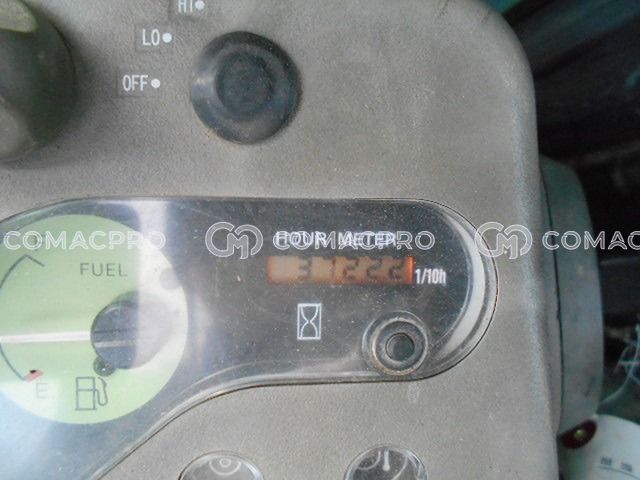 HI
LO
OFF
COMACPRO COMACPRO COMACPRO
HOUR METER
FUEL
1/10h
E